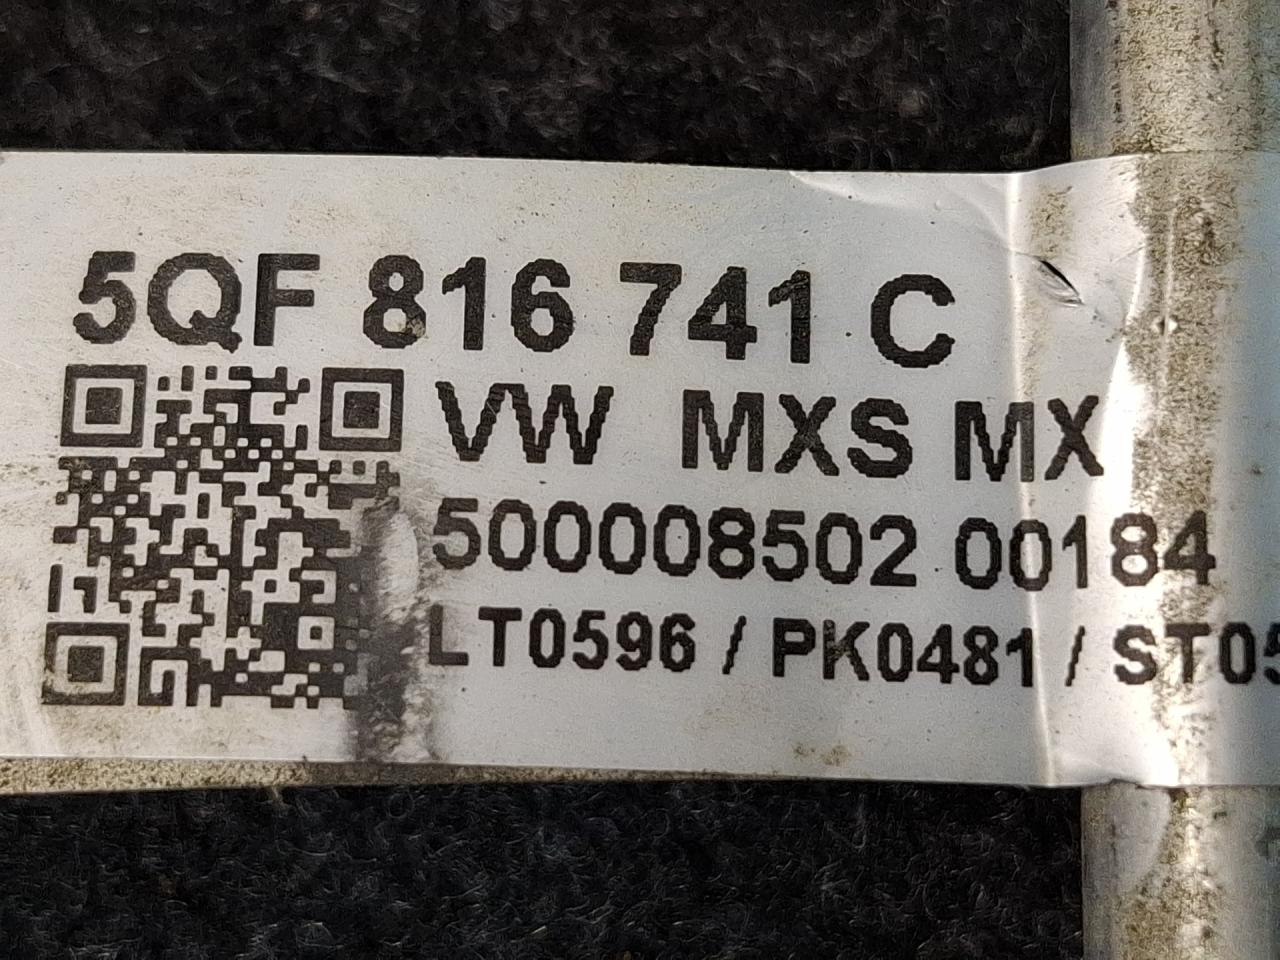 5QF 816 741 C
VW MXS MX
500008502 00184
LT0596 / PK0481 / ST05